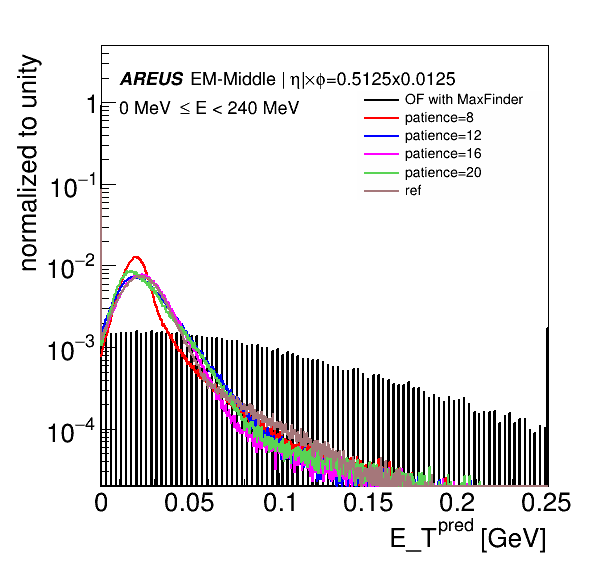 AREUS EM-Middle | η|×ϕ=0.5125x0.0125
0 MeV ≤ E < 240 MeV
OF with MaxFinder
patience=8
patience=12
patience=16
patience=20
ref
normalized to unity
1
10⁻¹
10⁻²
10⁻³
10⁻⁴
0 0.05 0.1 0.15 0.2 0.25
E_T^pred [GeV]